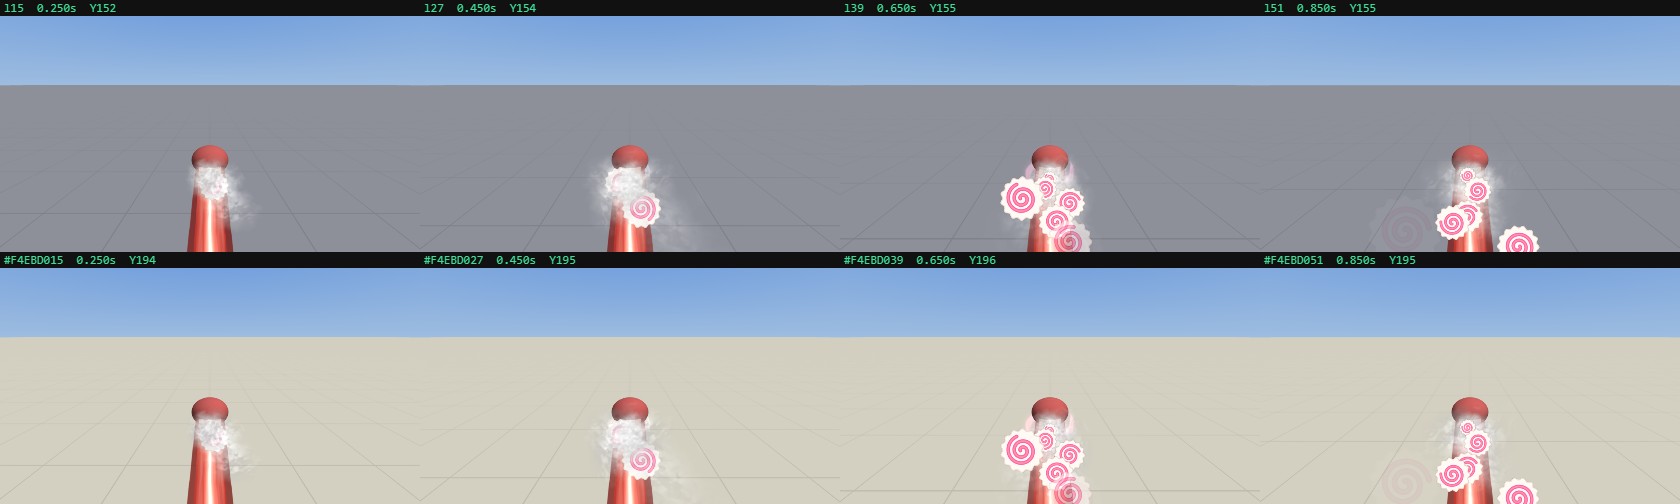 115 0.250s Y152
127 0.450s Y154
139 0.650s Y155
151 0.850s Y155
#F4EBD015 0.250s Y194
#F4EBD027 0.450s Y195
#F4EBD039 0.650s Y196
#F4EBD051 0.850s Y195